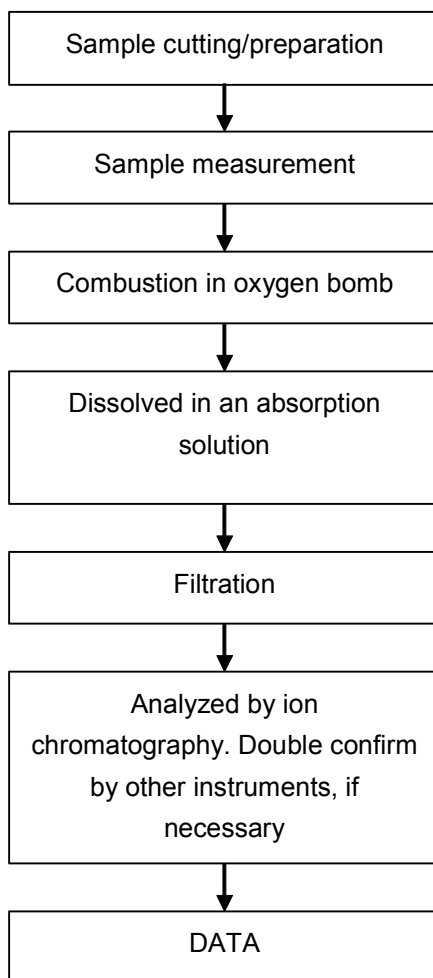 Sample cutting/preparation
Sample measurement
Combustion in oxygen bomb
Dissolved in an absorption
solution
Filtration
Analyzed by ion
chromatography. Double confirm
by other instruments, if
necessary
DATA